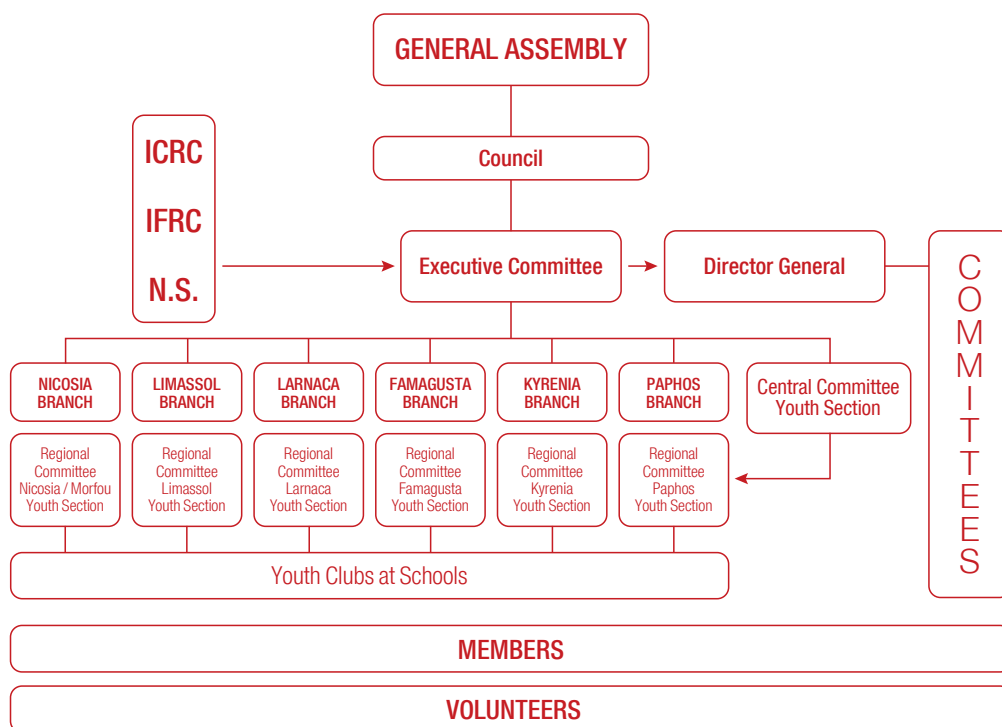 GENERAL ASSEMBLY
Council
ICRC
IFRC
N.S.
Executive Committee
Director General
COMMITTEES
NICOSIA
BRANCH
LIMASSOL
BRANCH
LARNACA
BRANCH
FAMAGUSTA
BRANCH
KYRENIA
BRANCH
PAPHOS
BRANCH
Central Committee
Youth Section
Regional
Committee
Nicosia / Morfou
Youth Section
Regional
Committee
Limassol
Youth Section
Regional
Committee
Larnaca
Youth Section
Regional
Committee
Famagusta
Youth Section
Regional
Committee
Kyrenia
Youth Section
Regional
Committee
Paphos
Youth Section
Youth Clubs at Schools
MEMBERS
VOLUNTEERS